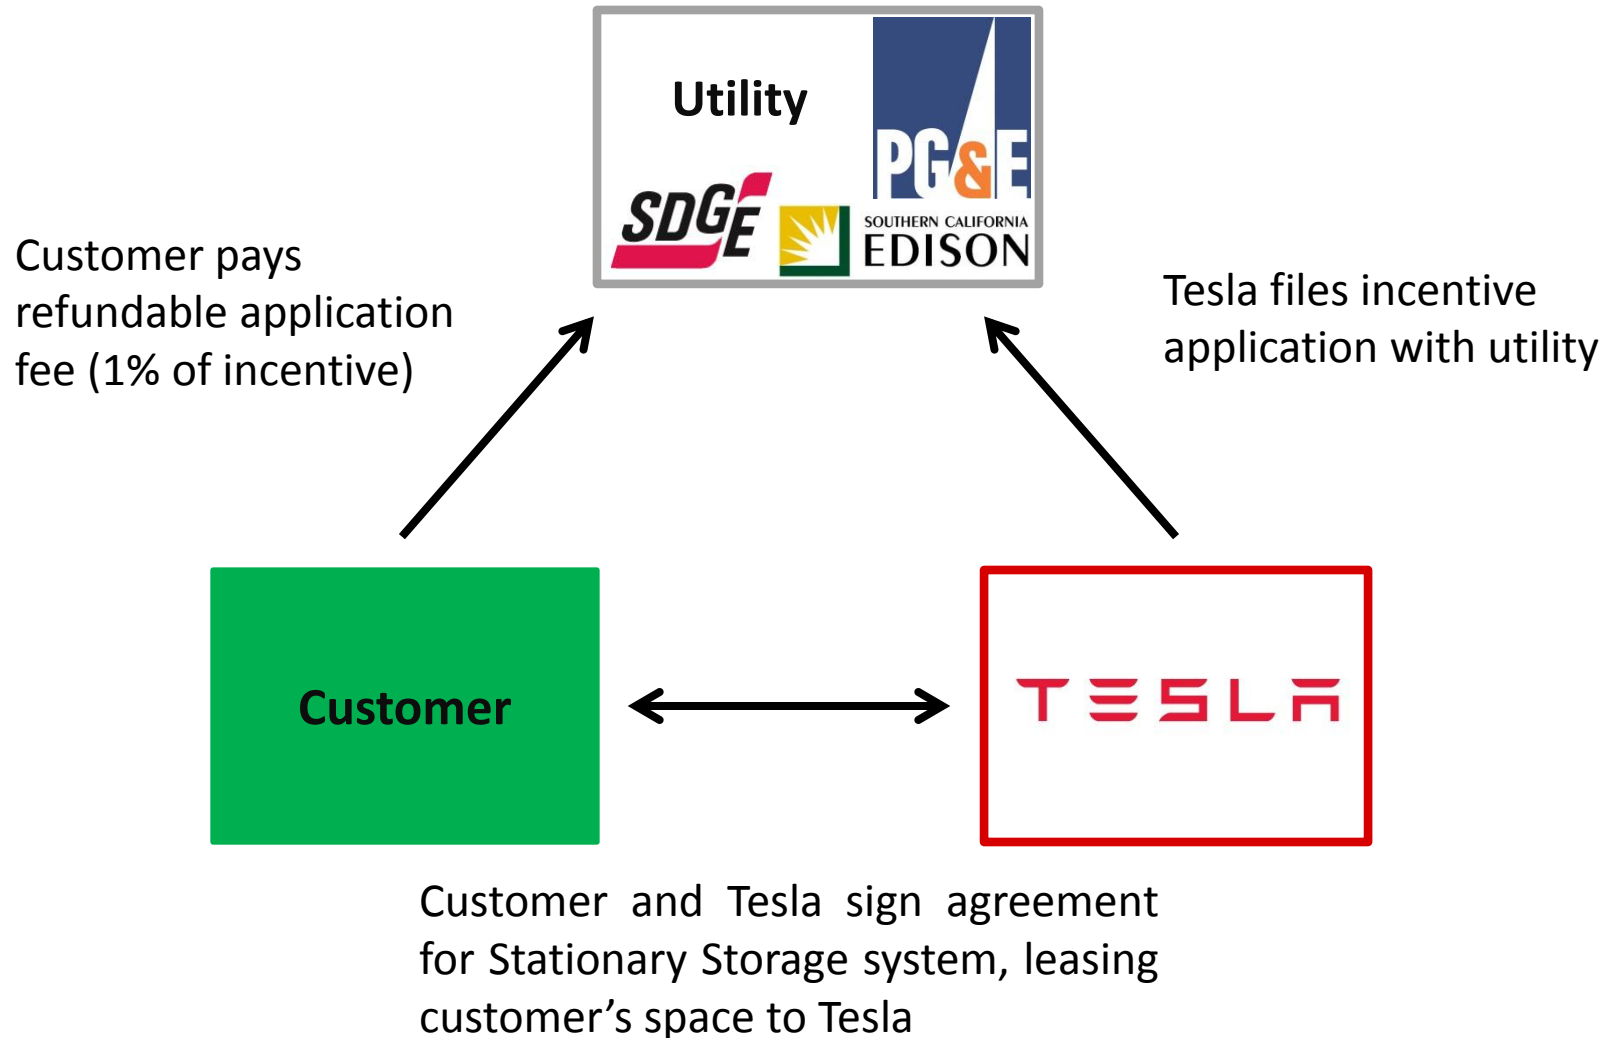 Utility
PG&E
SDGE
SOUTHERN CALIFORNIA
EDISON
Customer pays
refundable application
fee (1% of incentive)
Tesla files incentive
application with utility
Customer
TESLA
Customer and Tesla sign agreement
for Stationary Storage system, leasing
customer’s space to Tesla